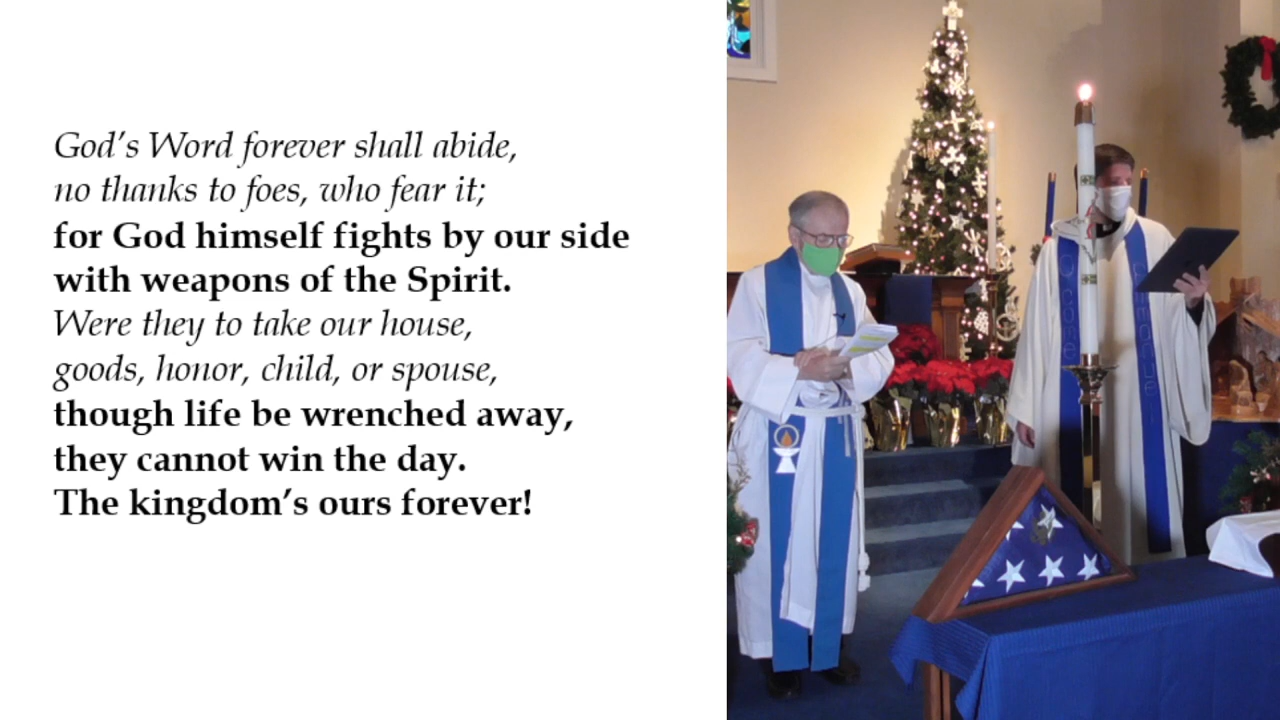 God's Word forever shall abide,
no thanks to foes, who fear it;
for God himself fights by our side
with weapons of the Spirit.
Were they to take our house,
goods, honor, child, or spouse,
though life be wrenched away,
they cannot win the day.
The kingdom's ours forever!